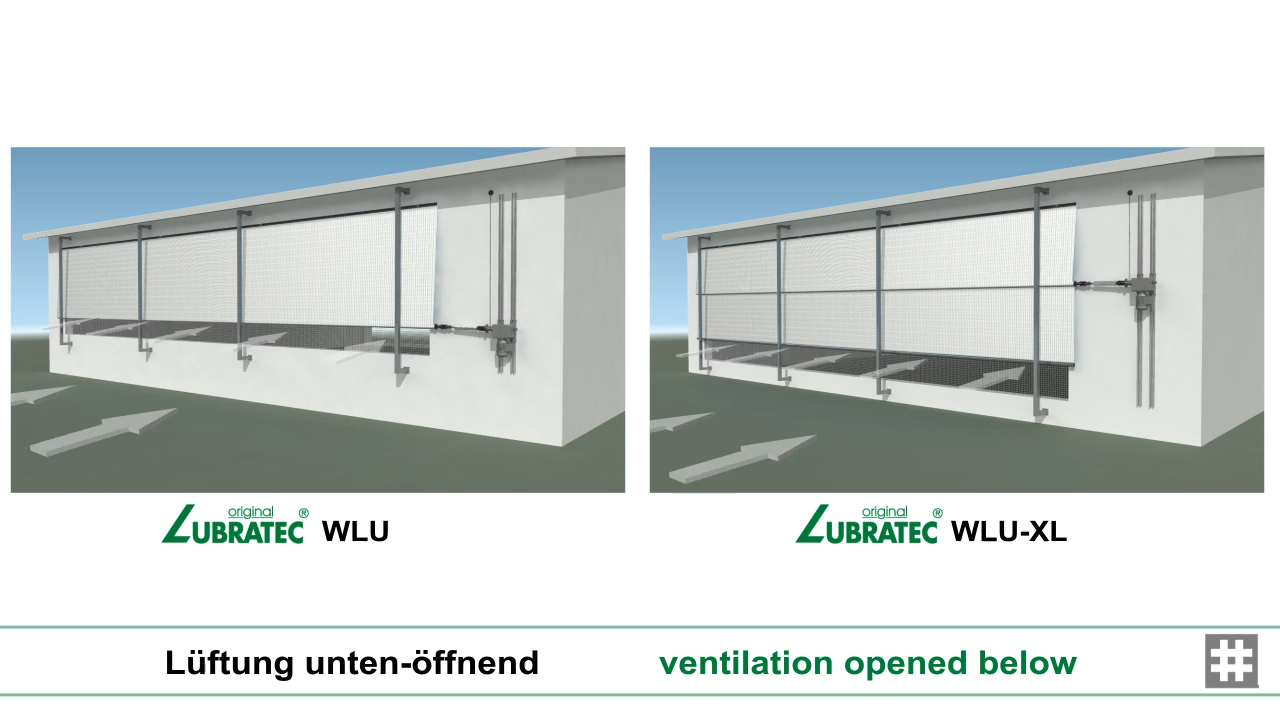 original
LUBRATEC® WLU
original
LUBRATEC® WLU-XL
Lüftung unten-öffnend
ventilation opened below